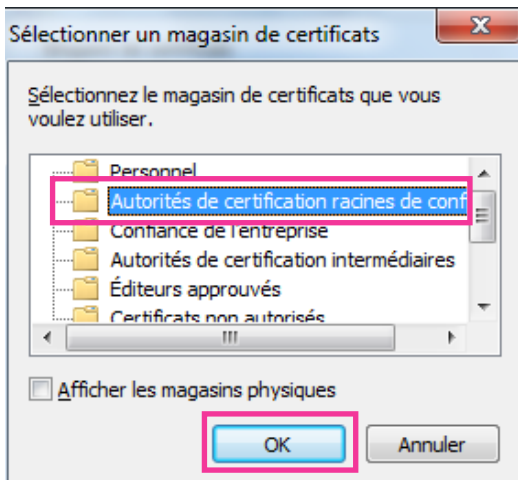 Sélectionner un magasin de certificats
Sélectionnez le magasin de certificats que vous
voulez utiliser.
Personnel
Autorités de certification racines de conf
Confiance de l'entreprise
Autorités de certification intermédiaires
Éditeurs approuvés
Certificats non autorisés
Afficher les magasins physiques
OK Annuler